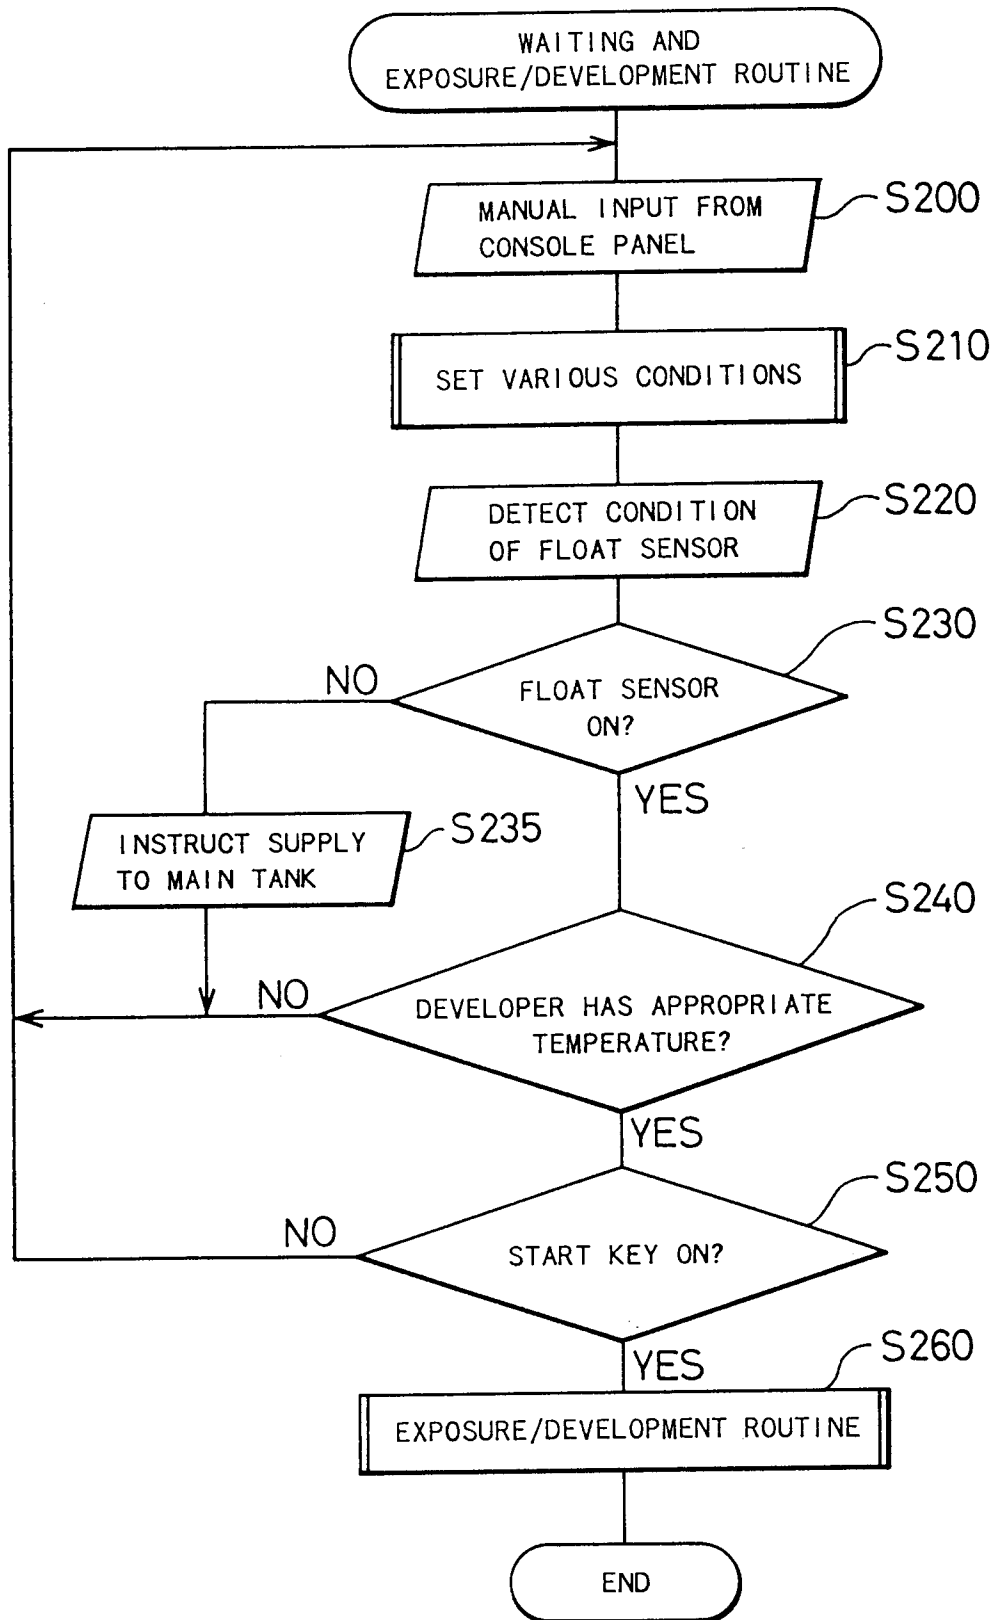 WAITING AND
EXPOSURE/DEVELOPMENT ROUTINE
MANUAL INPUT FROM
CONSOLE PANEL
S200
SET VARIOUS CONDITIONS
S210
DETECT CONDITION
OF FLOAT SENSOR
S220
S230
NO
FLOAT SENSOR
ON?
YES
INSTRUCT SUPPLY
TO MAIN TANK
S235
S240
NO
DEVELOPER HAS APPROPRIATE
TEMPERATURE?
YES
S250
NO
START KEY ON?
YES
S260
EXPOSURE/DEVELOPMENT ROUTINE
END